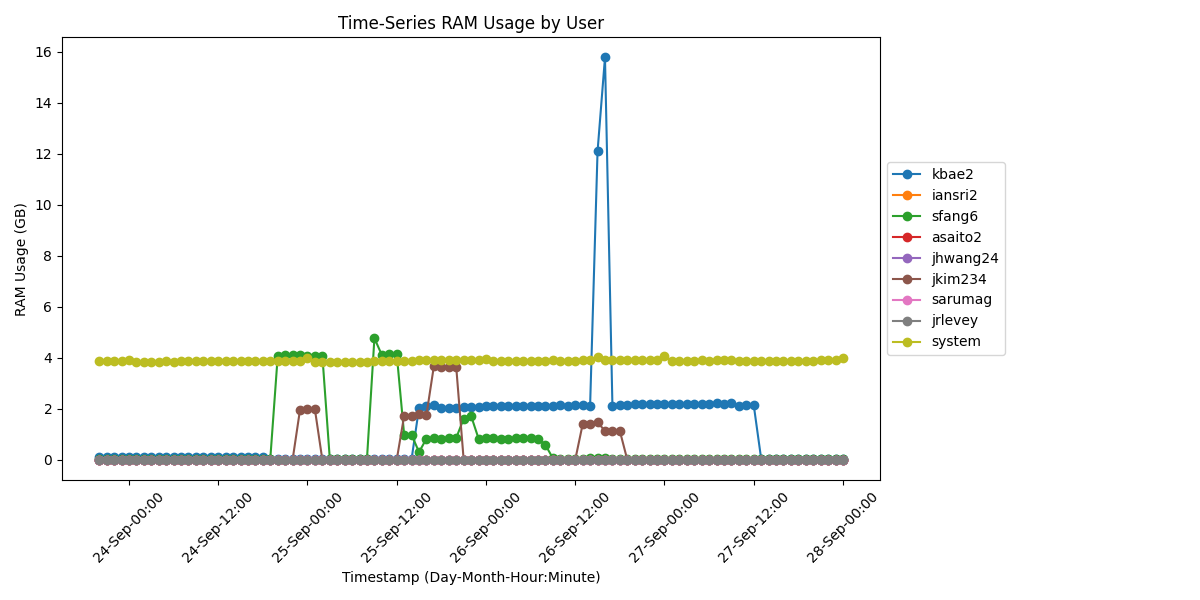 Time-Series RAM Usage by User
RAM Usage (GB)
16
14
12
10
8
6
4
2
0
24-Sep-00:00
24-Sep-12:00
25-Sep-00:00
25-Sep-12:00
26-Sep-00:00
26-Sep-12:00
27-Sep-00:00
27-Sep-12:00
28-Sep-00:00
Timestamp (Day-Month-Hour:Minute)
kbae2
iansri2
sfang6
asaito2
jhwang24
jkim234
sarumag
jrlevey
system